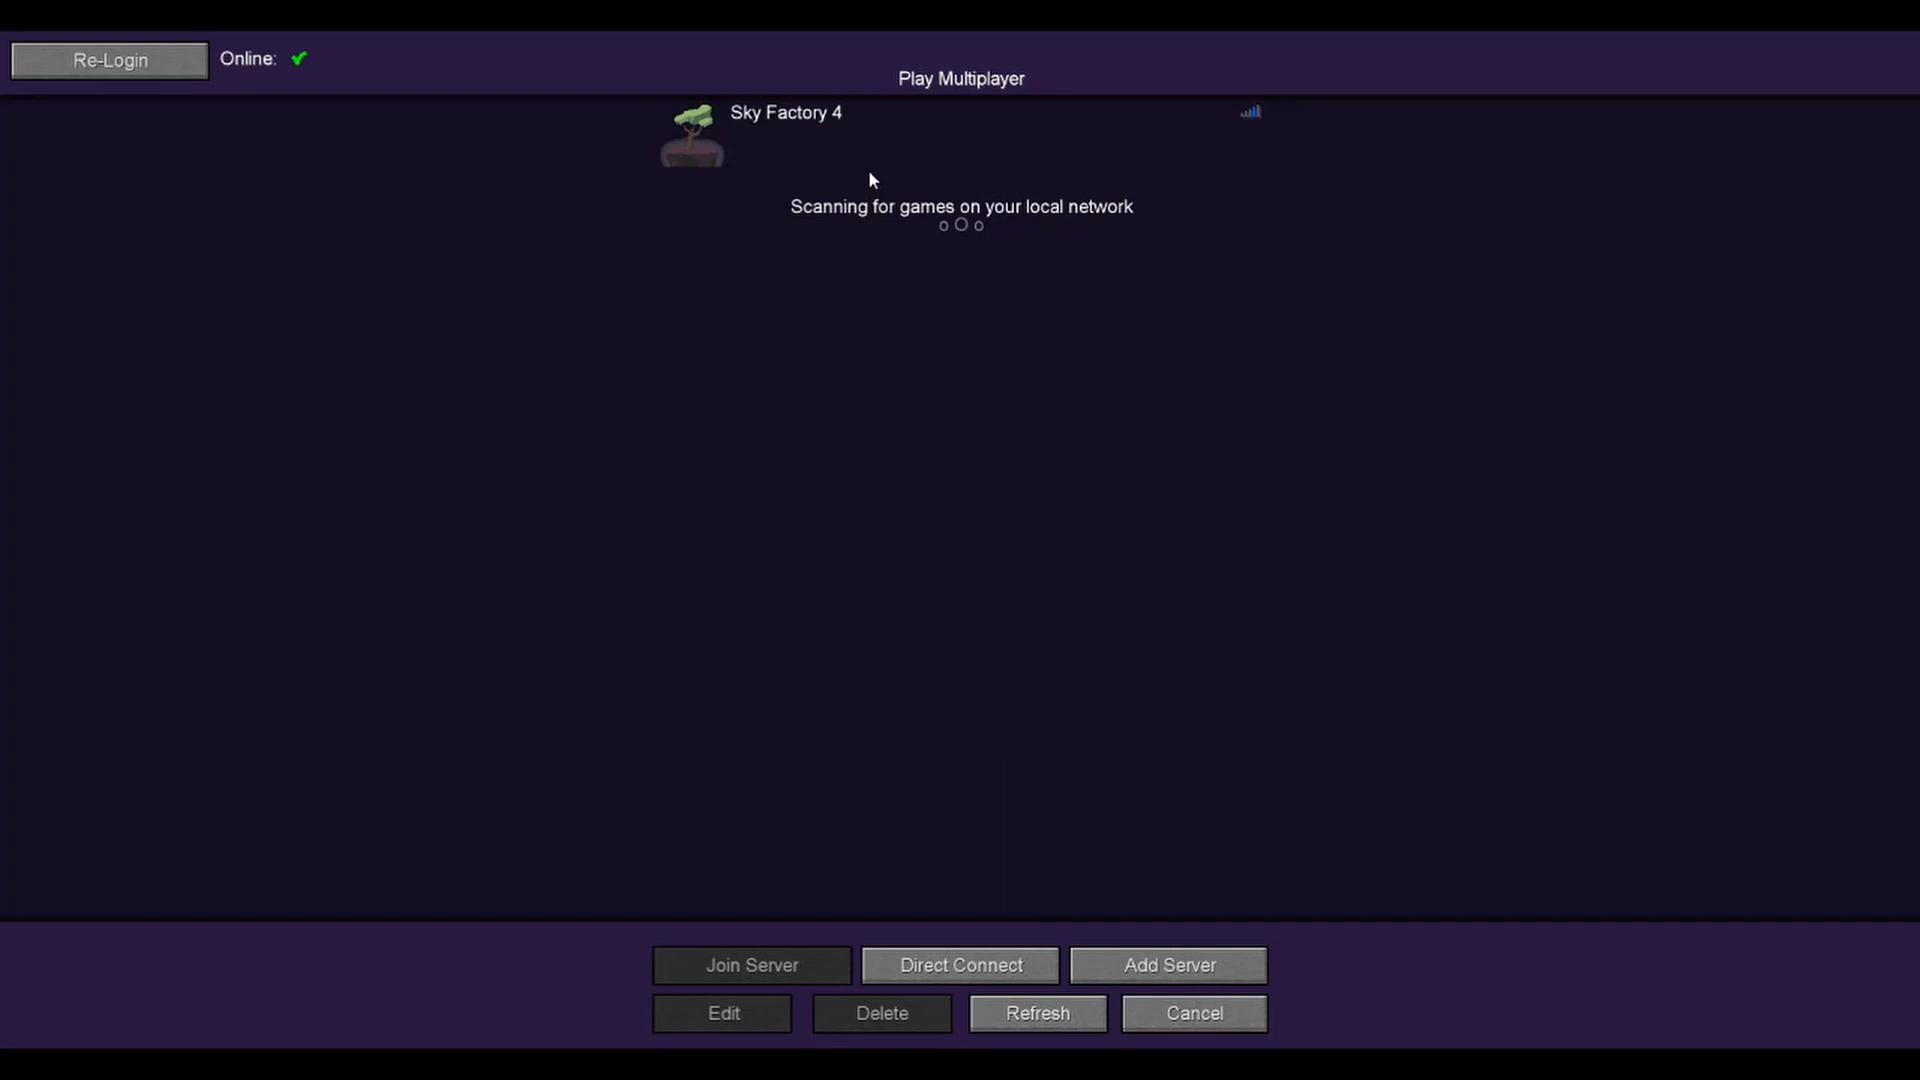 Re-Login
Online:
Play Multiplayer
Sky Factory 4
Scanning for games on your local network
o O o
Join Server
Direct Connect
Add Server
Edit
Delete
Refresh
Cancel